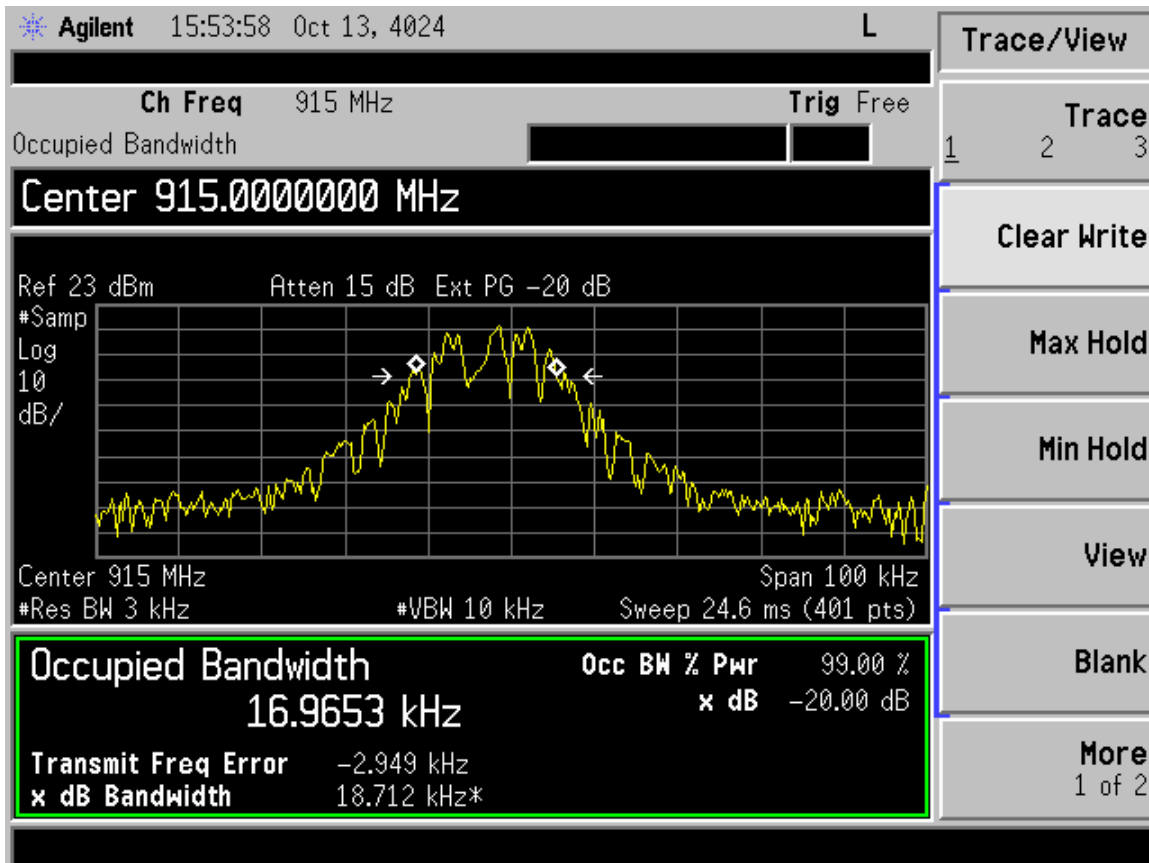 Agilent 15:53:58 Oct 13, 4024 L
Trace/View
Ch Freq 915 MHz Trig Free
Occupied Bandwidth
Trace
1 2 3
Center 915.0000000 MHz
Clear Write
Ref 23 dBm Atten 15 dB Ext PG -20 dB
#Samp
Log
10
dB/
Max Hold
Min Hold
View
Center 915 MHz Span 100 kHz
#Res BW 3 kHz #VBW 10 kHz Sweep 24.6 ms (401 pts)
Occupied Bandwidth Occ BW % Pwr 99.00 %
16.9653 kHz x dB -20.00 dB
Blank
Transmit Freq Error -2.949 kHz
x dB Bandwidth 18.712 kHz*
More
1 of 2